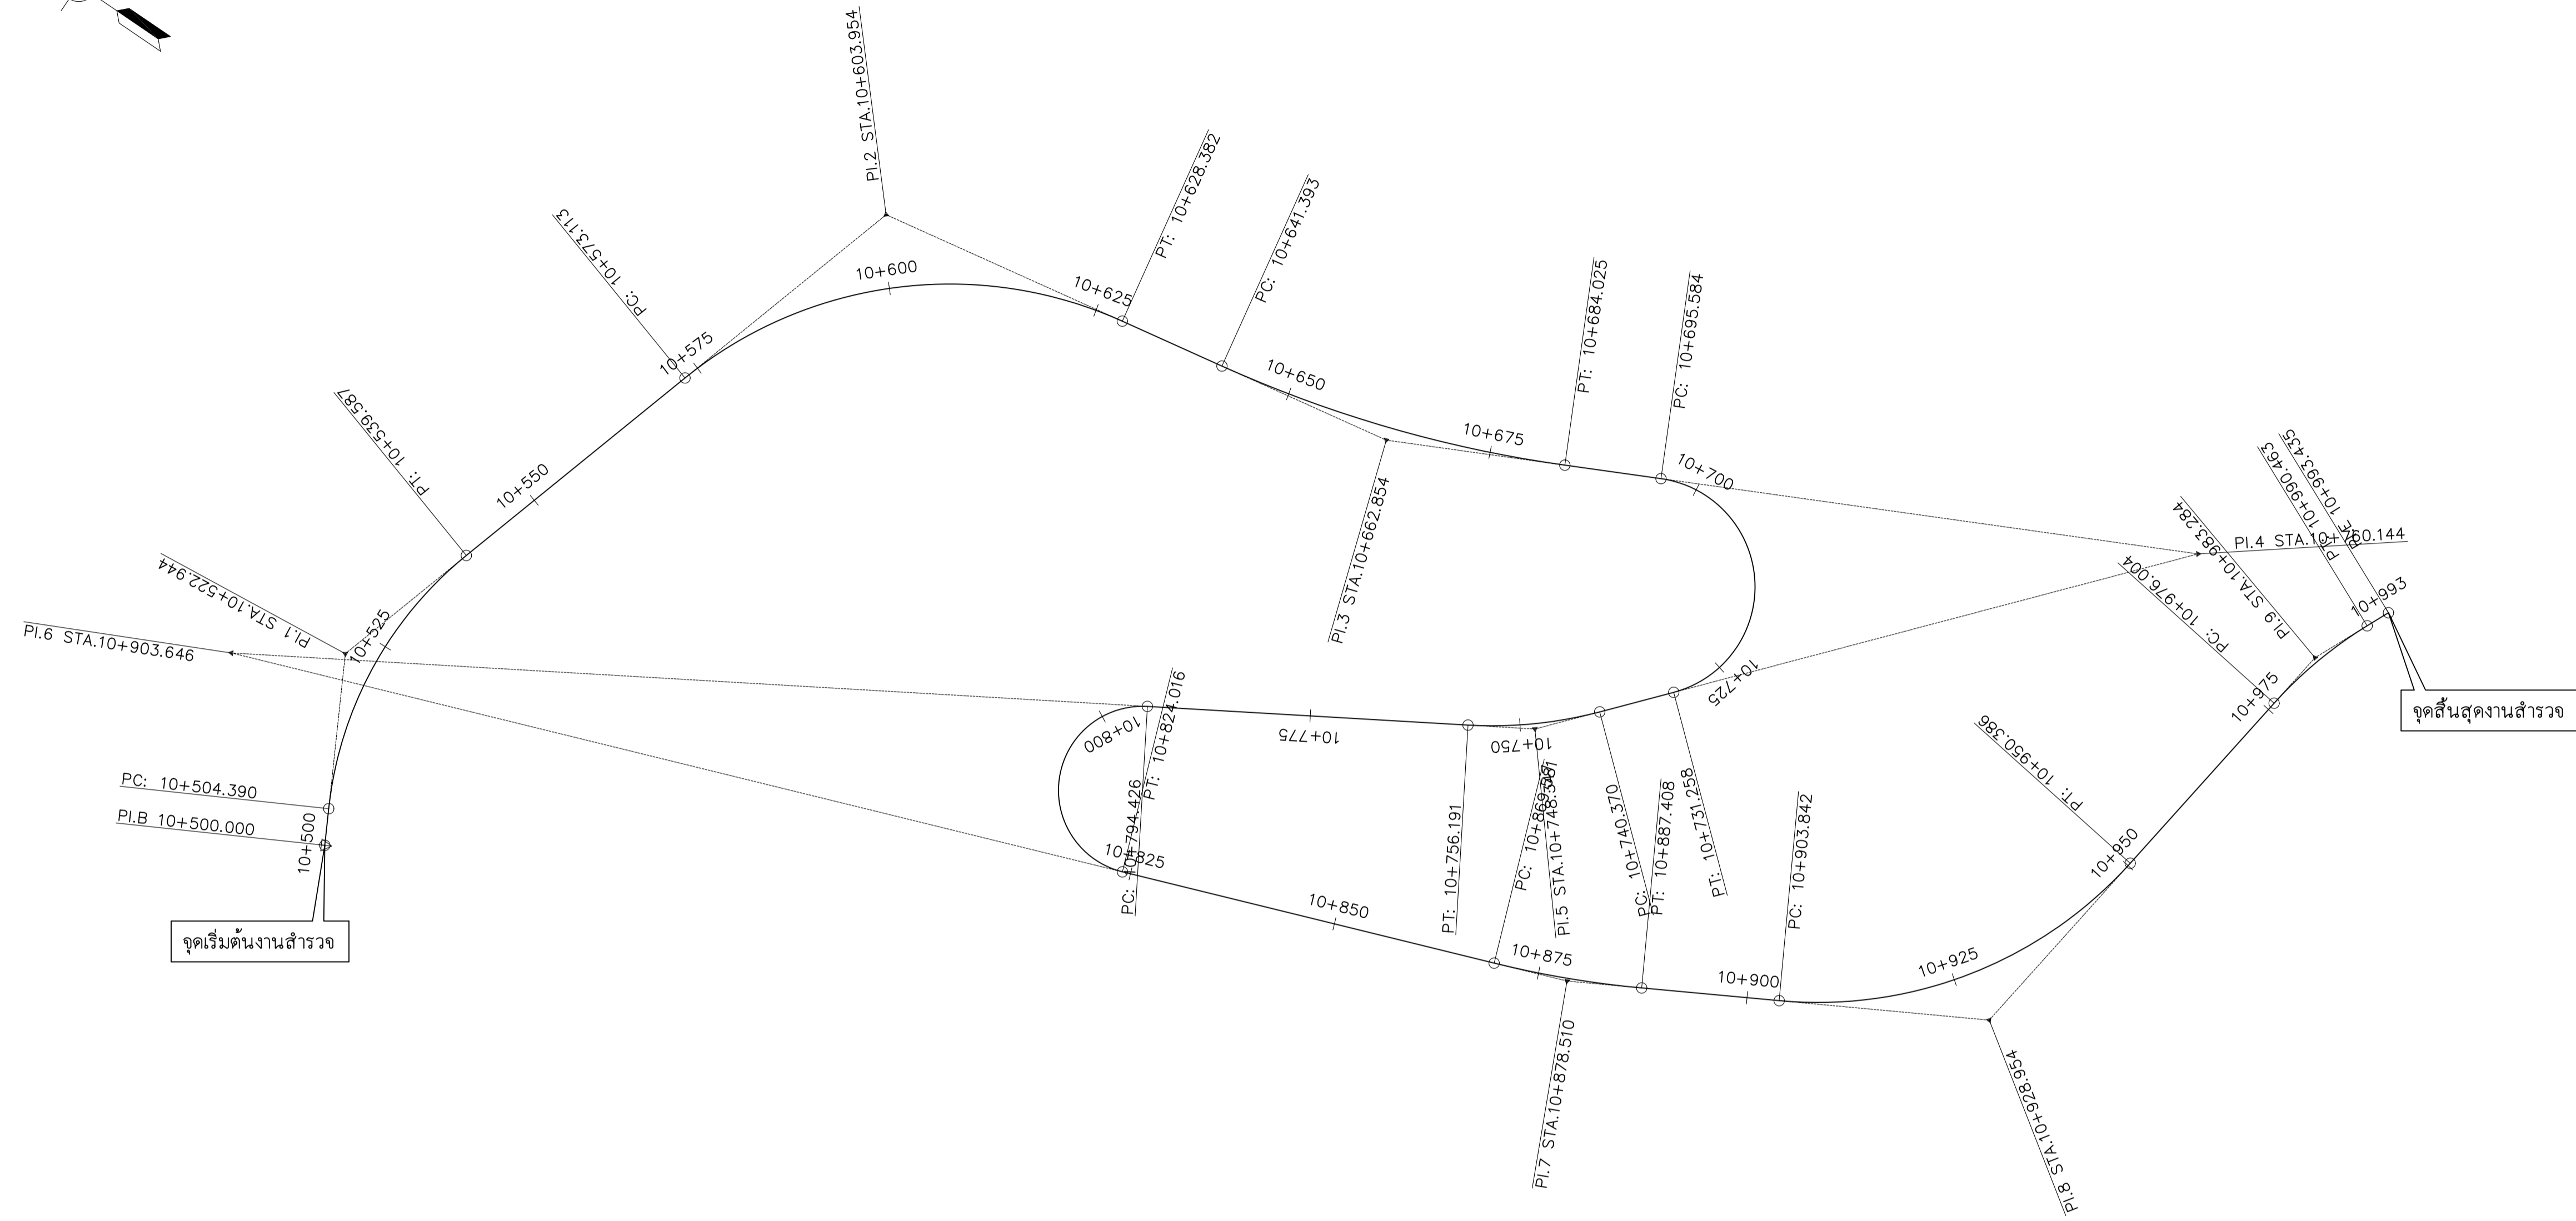 PI.B 10+500.000
10+500
PC: 10+504.390
PI.1 STA.10+522.944
10+525
PT: 10+539.587
10+550
PC: 10+573.113
10+575
PI.2 STA.10+603.954
10+600
10+625
PT: 10+628.382
PC: 10+641.393
10+650
PI.3 STA.10+662.854
10+675
PT: 10+684.025
PC: 10+695.584
10+700
PI.4 STA.10+760.144
10+725
PT: 10+731.258
PC: 10+740.370
PI.5 STA.10+748.381
10+750
PT: 10+756.191
10+775
PC: 10+794.426
10+800
PI.6 STA.10+903.646
PT: 10+824.016
10+825
10+850
10+875
PI.7 STA.10+878.510
PT: 10+887.408
10+900
PC: 10+903.842
10+925
PI.8 STA.10+928.954
PT: 10+950.386
10+950
10+975
PC: 10+976.004
PI.9 STA.10+983.284
PT: 10+990.463
10+993.435
10+993
จุดเริ่มต้นงานสำรวจ
จุดสิ้นสุดงานสำรวจ